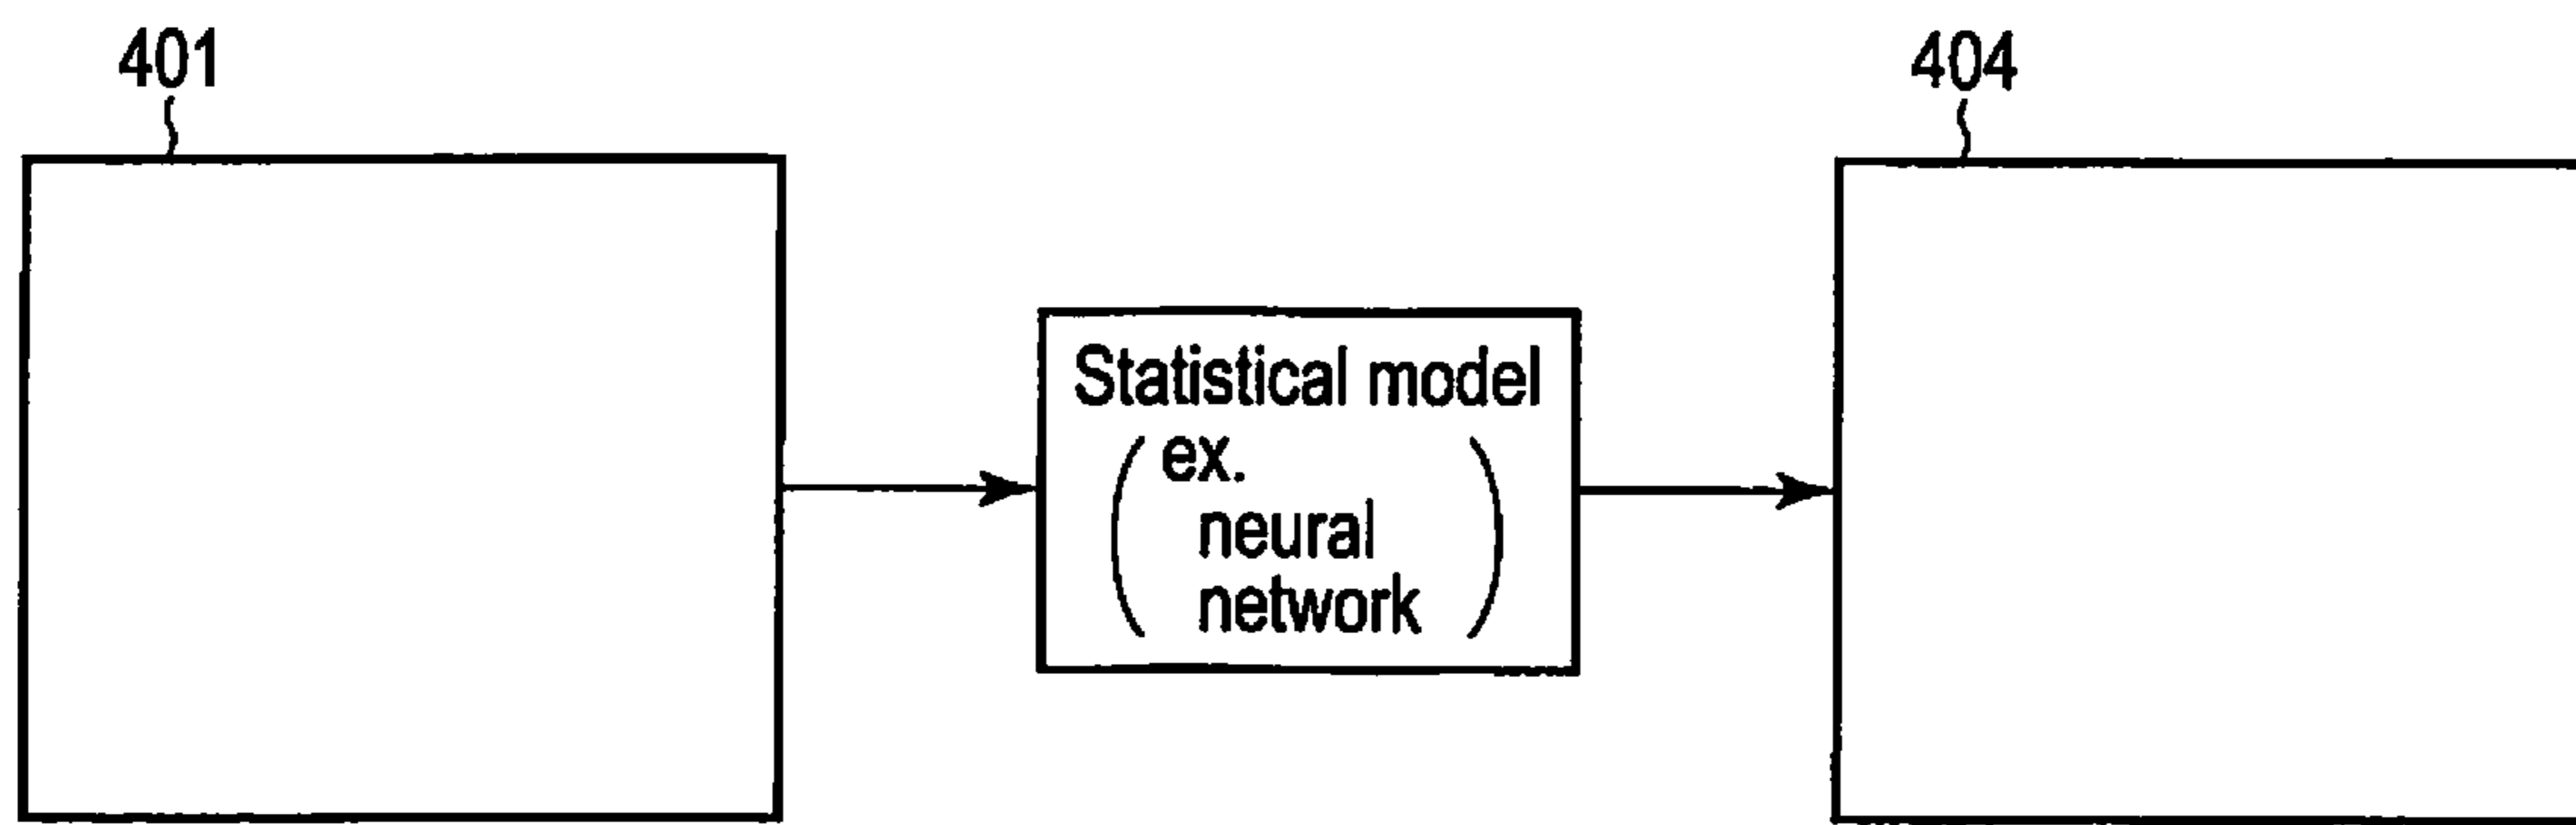 401
404
Statistical model
( ex.
neural
network )